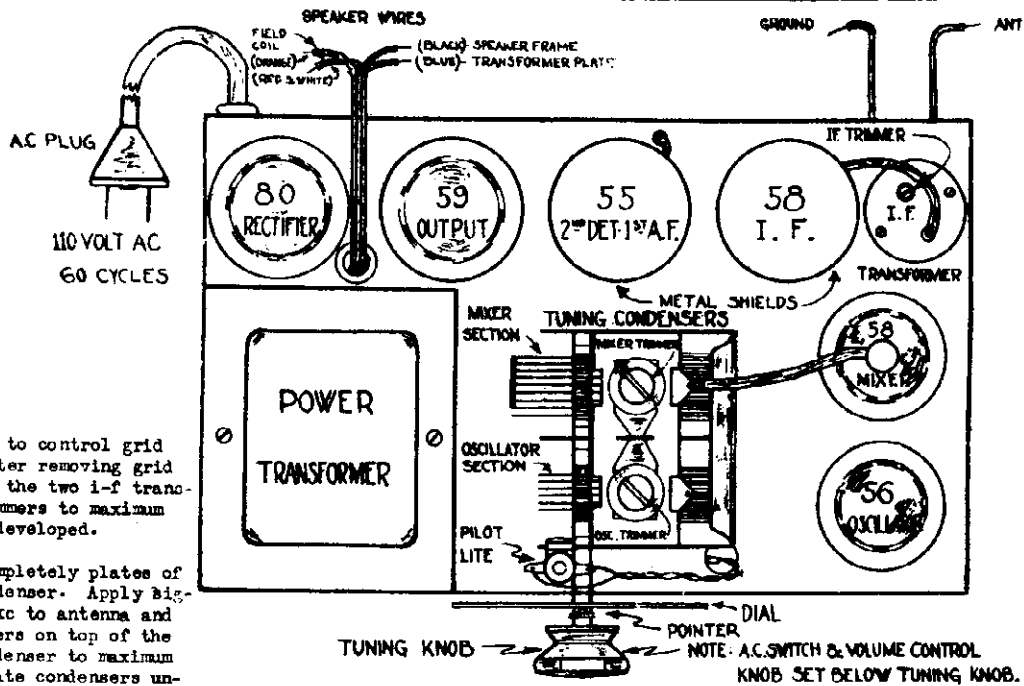 SPEAKER WIRES
FIELD
COIL
(ORANGE)
(RED & WHITE)
(BLACK)- SPEAKER FRAME
(BLUE)- TRANSFORMER PLATE
GROUND
ANT
A.C PLUG
110 VOLT AC
60 CYCLES
80
RECTIFIER
59
OUTPUT
55
2ND DET-1ST A.F.
58
I. F.
I.F. TRIMMER
I.F.
TRANSFORMER
METAL SHIELDS
MIXER
SECTION
TUNING CONDENSERS
MIXER TRIMMER
58
MIXER
POWER
TRANSFORMER
OSCILLATOR
SECTION
OSC. TRIMMER
56
OSCILLATOR
PILOT
LITE
DIAL
POINTER
TUNING KNOB
NOTE: A.C. SWITCH & VOLUME CONTROL
KNOB SET BELOW TUNING KNOB.
to control grid
ter removing grid
the two i-f trans-
mmers to maximum
developed.
mpletely plates of
denser. Apply sig-
kc to antenna and
ers on top of the
denser to maximum
ate condensers un-